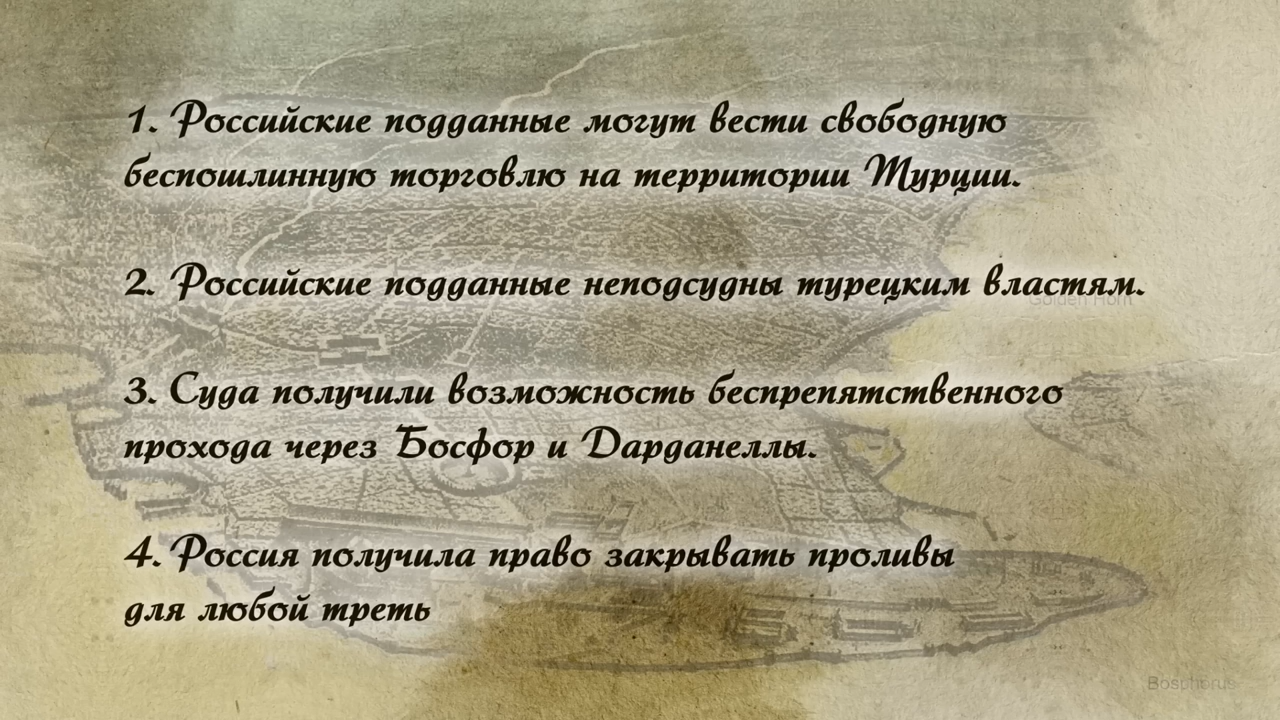 1. Российские подданные могут вести свободную
беспошлинную торговлю на территории Турции.
2. Российские подданные неподсудны турецким властям.
Golden Horn
3. Суда получили возможность беспрепятственного
прохода через Босфор и Дарданеллы.
4. Россия получила право закрывать проливы
для любой треть
Bosphorus